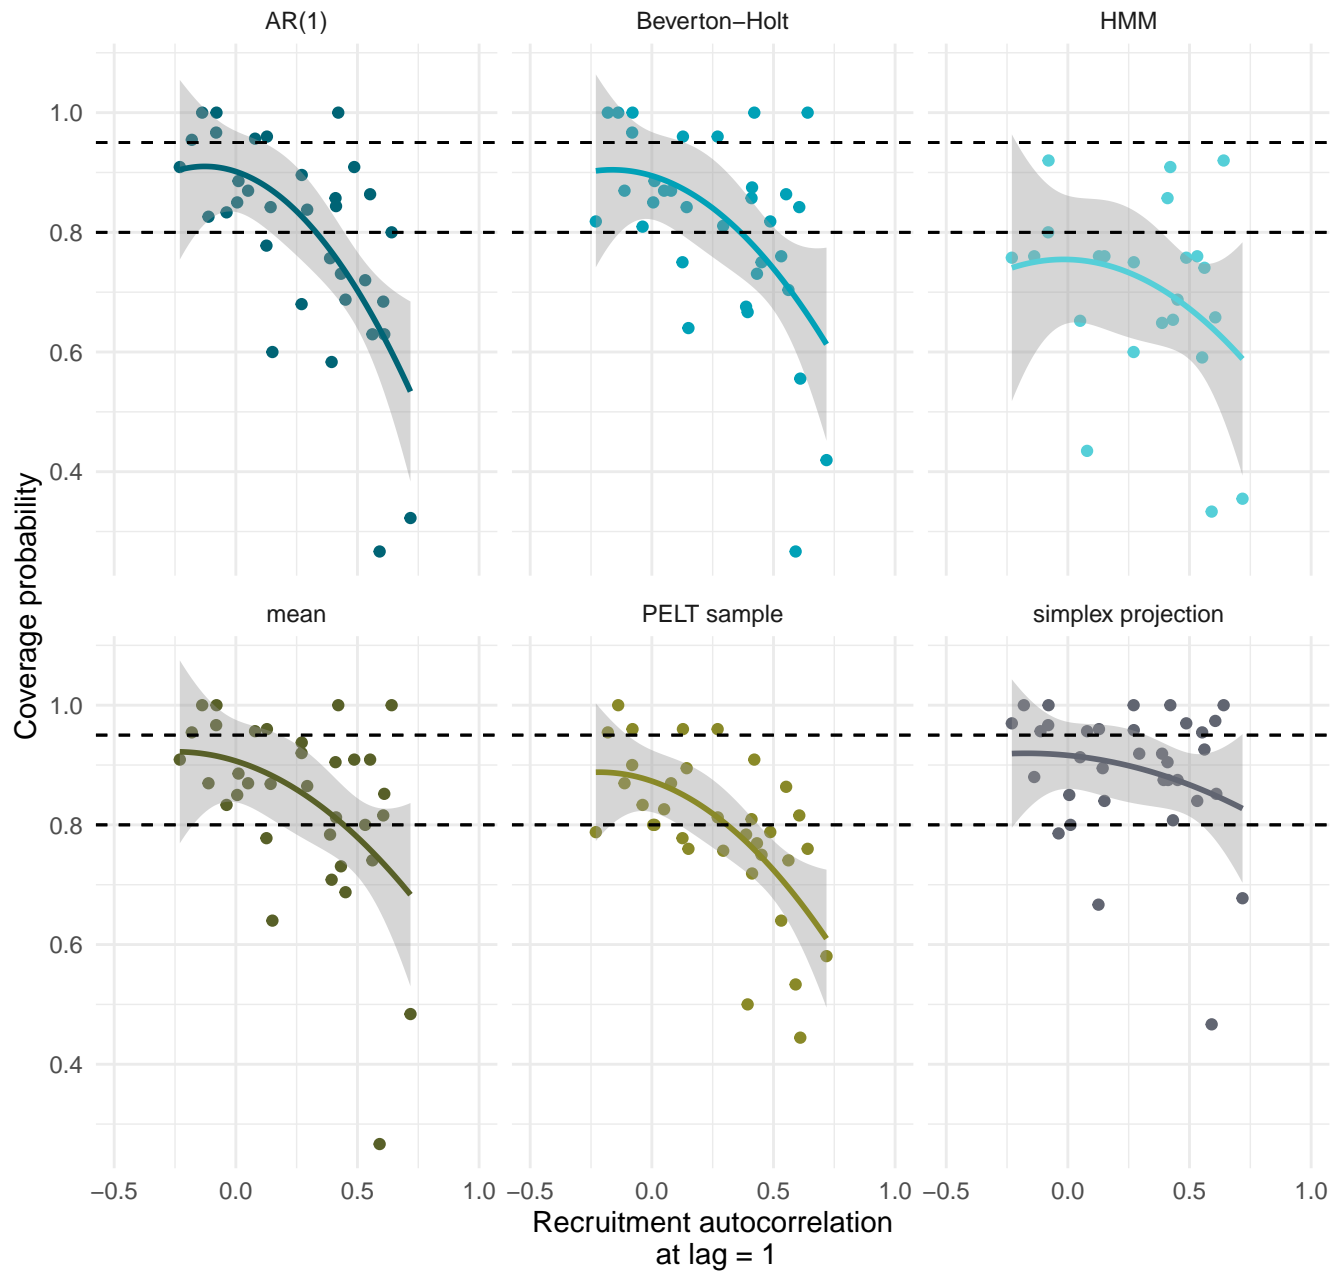 AR(1)
Beverton−Holt
HMM
1.0
0.8
0.6
0.4
Coverage probability
mean
PELT sample
simplex projection
1.0
0.8
0.6
0.4
−0.5 0.0 0.5 1.0
−0.5 0.0 0.5 1.0
−0.5 0.0 0.5 1.0
Recruitment autocorrelation
at lag = 1